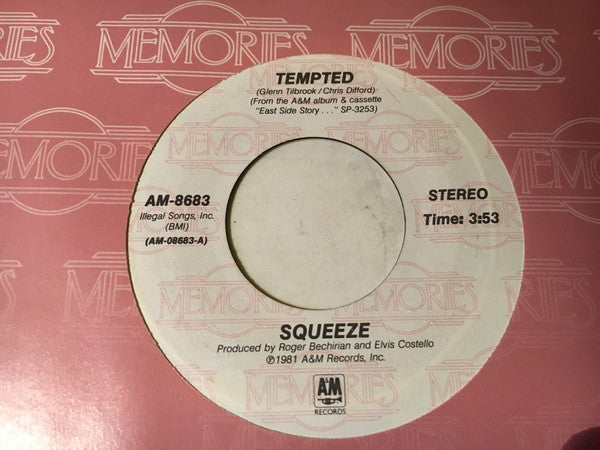 MEMORIES
MEMORIES
TEMPTED
(Glenn Tilbrook/Chris Difford)
(From the A&M album & cassette
"East Side Story . . ." SP-3253)
MEMORIES
AM-8683
Illegal Songs, Inc.
(BMI)
(AM-08683-A)
STEREO
Time: 3:53
MEMORIES
SQUEEZE
Produced by Roger Bechirian and Elvis Costello
℗1981 A&M Records, Inc.
A&M
RECORDS
MEMORIES